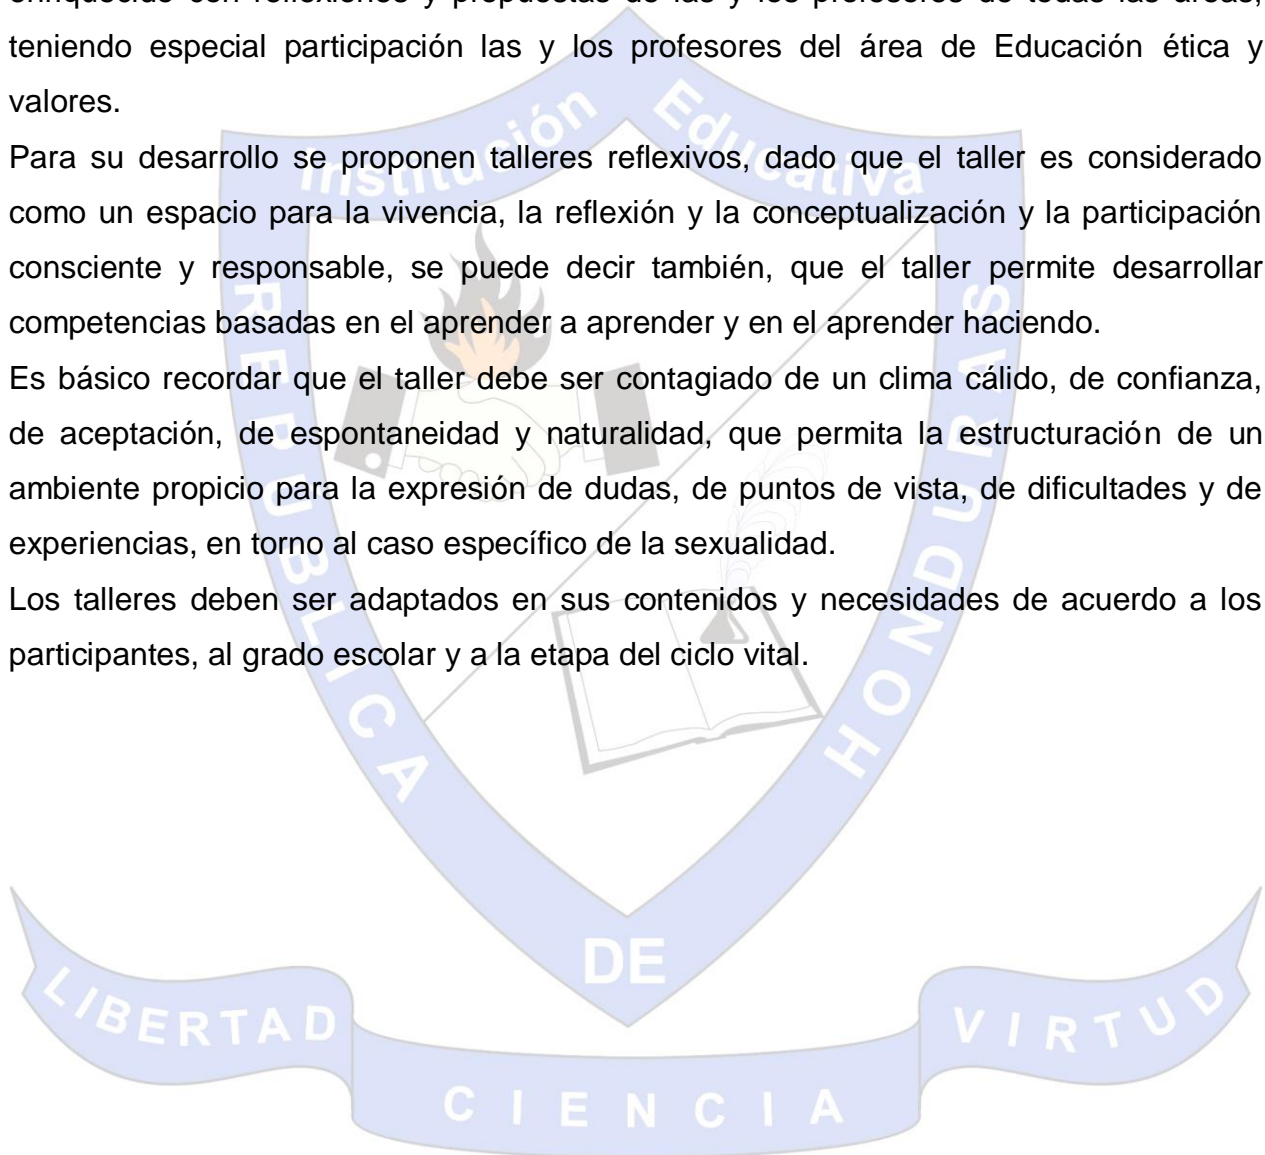 enriquecido con reflexiones y propuestas de las y los profesores de todas las áreas,
teniendo especial participación las y los profesores del área de Educación ética y
valores.
Para su desarrollo se proponen talleres reflexivos, dado que el taller es considerado
como un espacio para la vivencia, la reflexión y la conceptualización y la participación
consciente y responsable, se puede decir también, que el taller permite desarrollar
competencias basadas en el aprender a aprender y en el aprender haciendo.
Es básico recordar que el taller debe ser contagiado de un clima cálido, de confianza,
de aceptación, de espontaneidad y naturalidad, que permita la estructuración de un
ambiente propicio para la expresión de dudas, de puntos de vista, de dificultades y de
experiencias, en torno al caso específico de la sexualidad.
Los talleres deben ser adaptados en sus contenidos y necesidades de acuerdo a los
participantes, al grado escolar y a la etapa del ciclo vital.
Institución Educativa
REPUBLICA
DE
HONDURAS
LIBERTAD
CIENCIA
VIRTUD